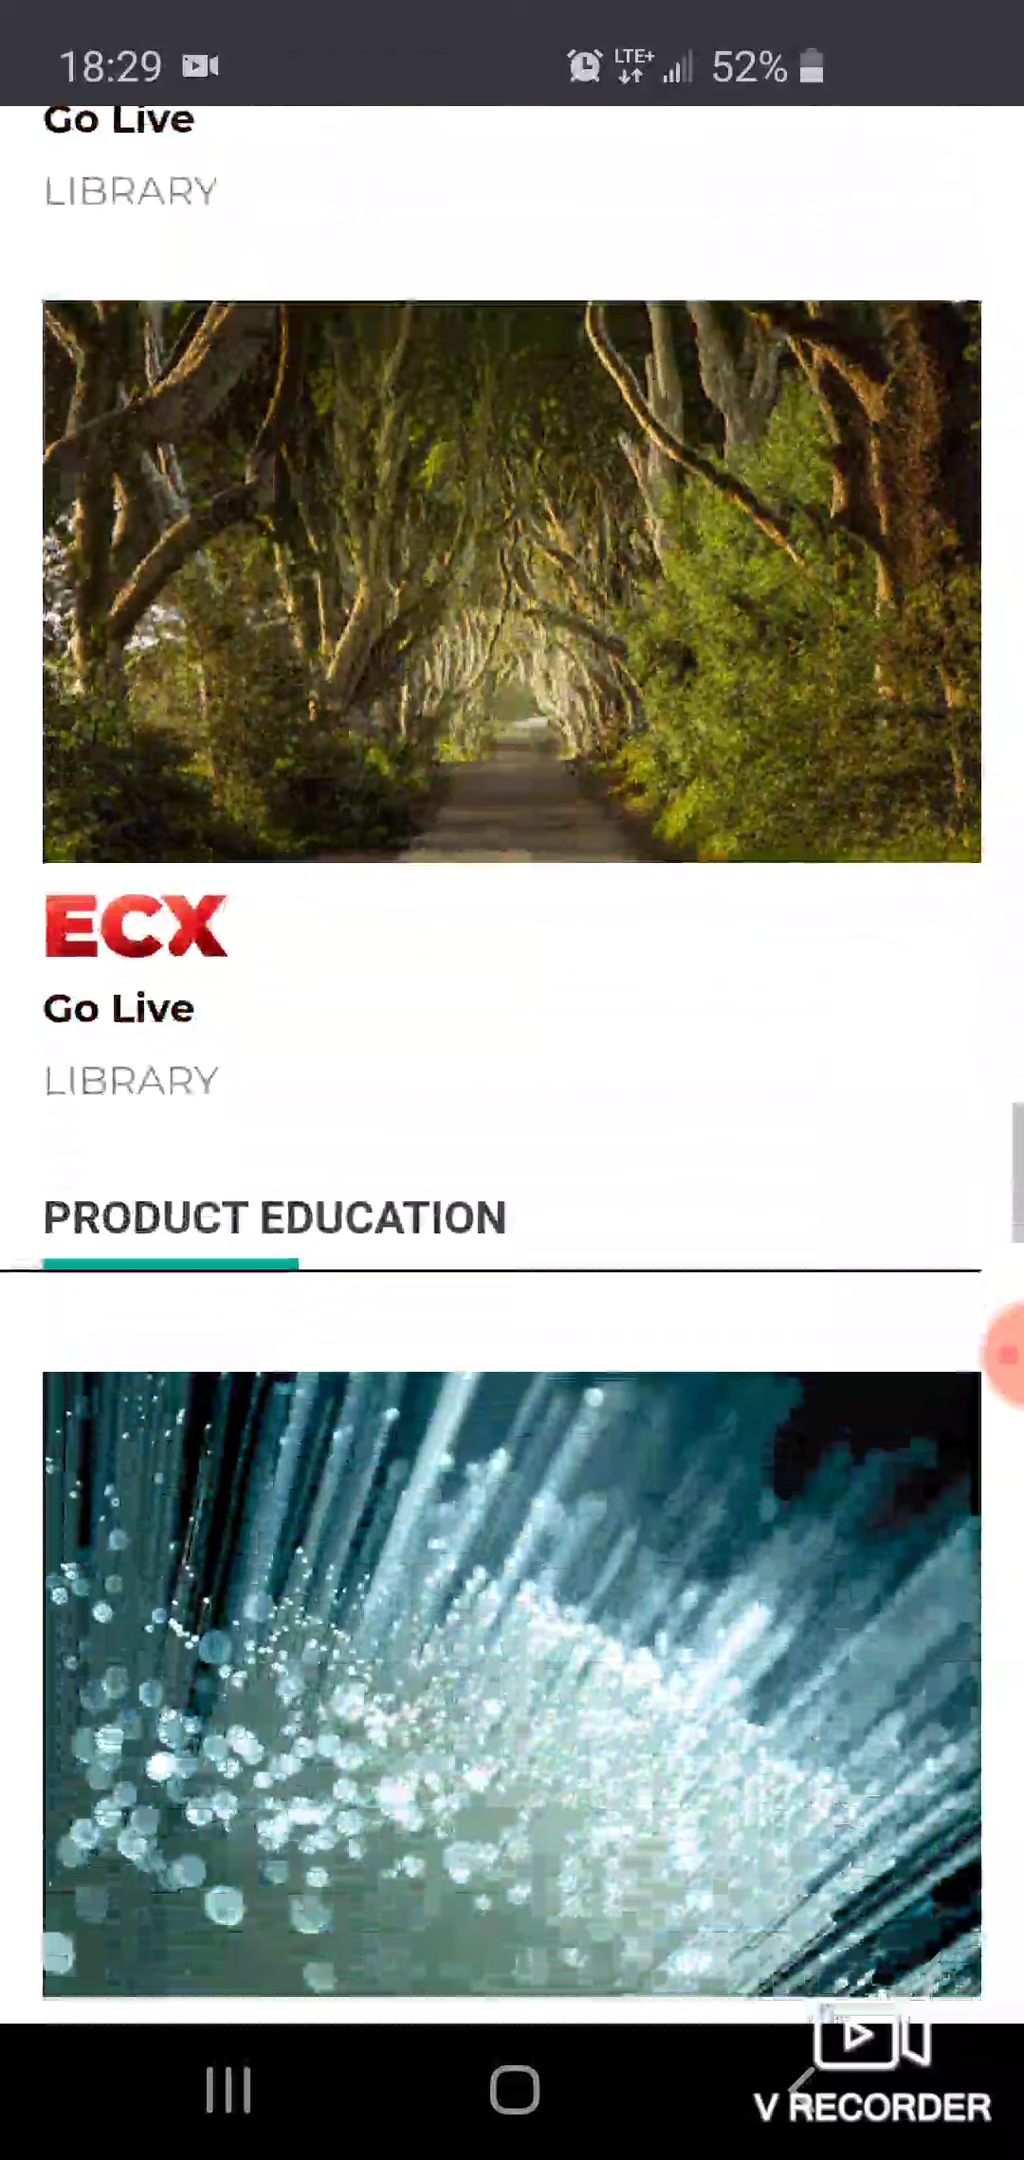 18:29 LTE+ 52%
Go Live
LIBRARY
ECX
Go Live
LIBRARY
PRODUCT EDUCATION
V RECORDER